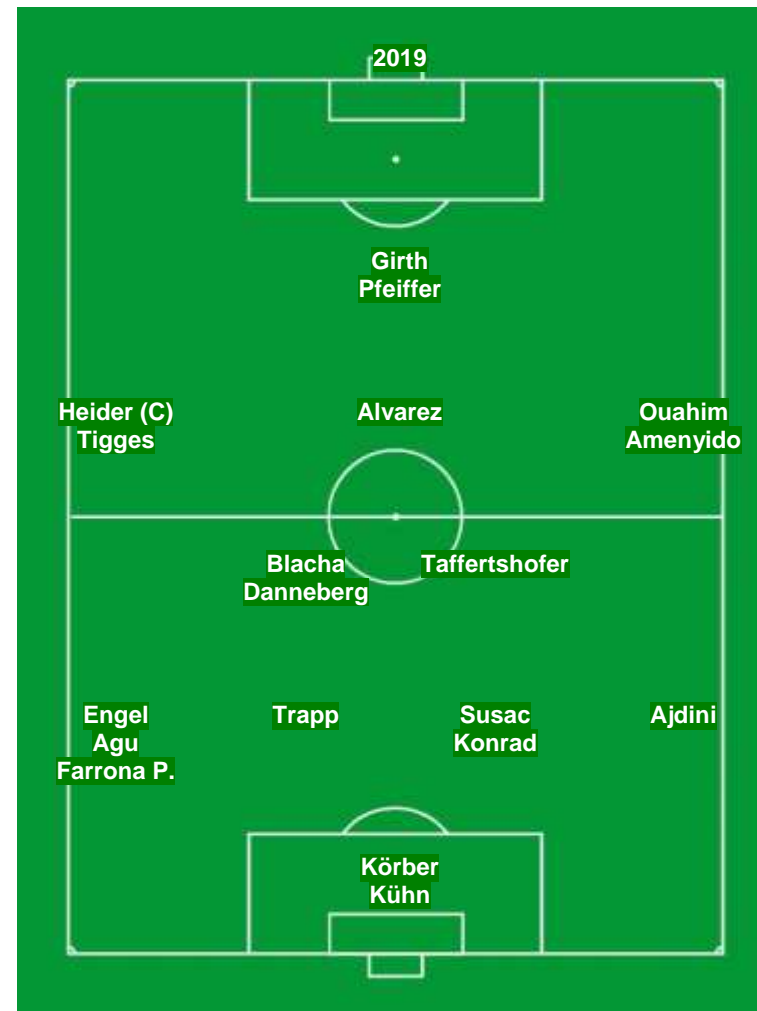 2019
Girth
Pfeiffer
Heider (C)
Tigges
Alvarez
Ouahim
Amenyido
Blacha
Danneberg
Taffertshofer
Engel
Agu
Farrona P.
Trapp
Susac
Konrad
Ajdini
Körber
Kühn